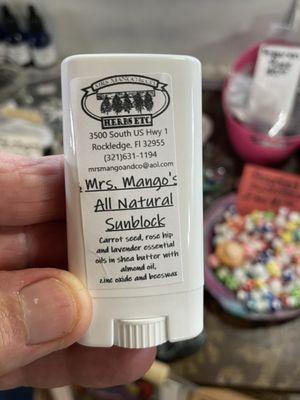 MRS. MANGO & CO.
HERBS ETC
3500 South US Hwy 1
Rockledge, Fl 32955
(321)631-1194
mrsmangoandco@aol.com
Mrs. Mango's
All Natural
Sunblock
Carrot seed, rose hip
and lavender essential
oils in shea butter with
almond oil,
zinc oxide and beeswax